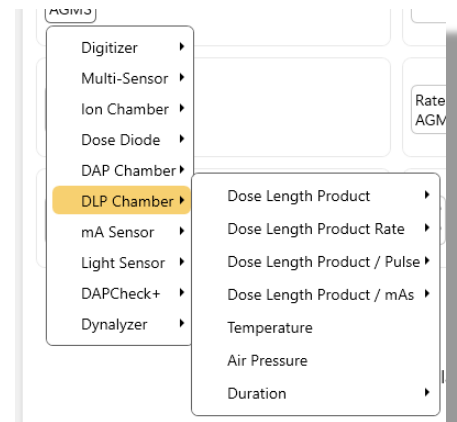 AGMS
Digitizer
Multi-Sensor
Ion Chamber
Dose Diode
DAP Chamber
DLP Chamber
mA Sensor
Light Sensor
DAPCheck+
Dynalyzer
Dose Length Product
Dose Length Product Rate
Dose Length Product / Pulse
Dose Length Product / mAs
Temperature
Air Pressure
Duration
Rate
AGM